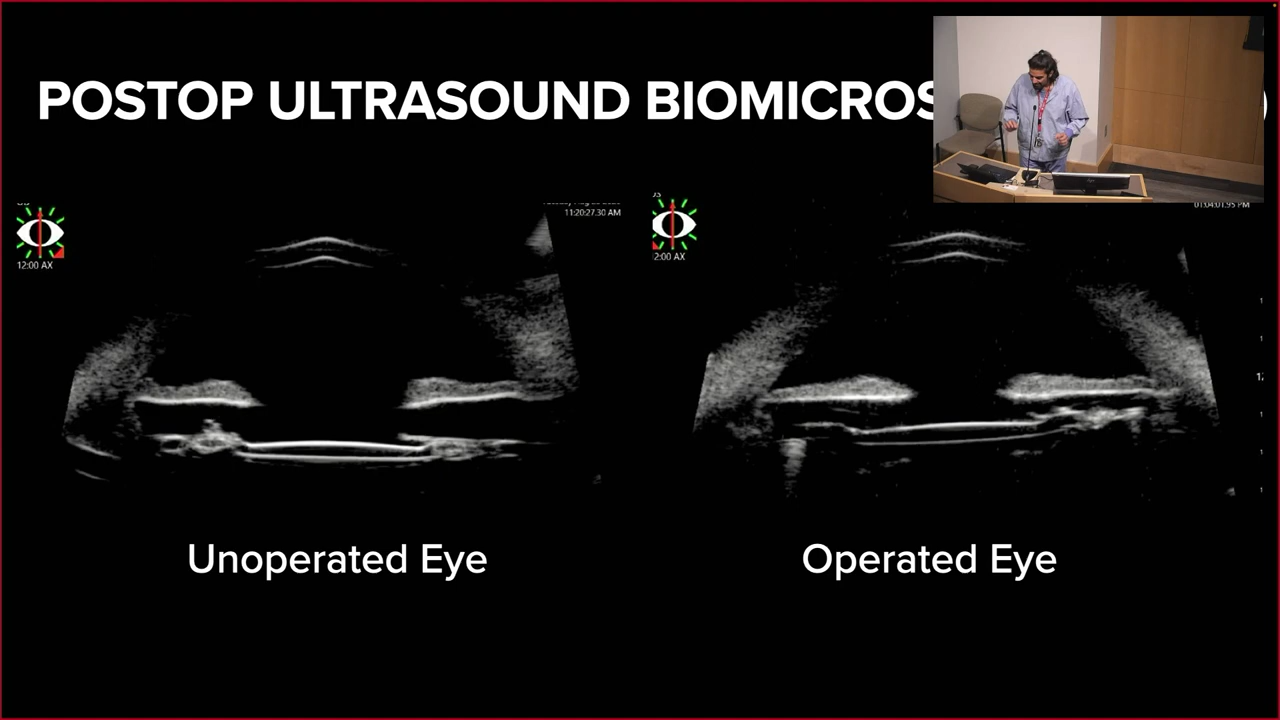 POSTOP ULTRASOUND BIOMICROS
11:20:27.30 AM
12:00 AX
2:00 AX
Unoperated Eye
Operated Eye